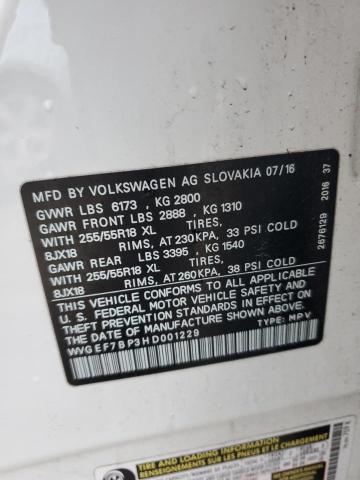 MFD BY VOLKSWAGEN AG SLOVAKIA 07/16
GVWR LBS 6173 , KG 2800
GAWR FRONT LBS 2888 , KG 1310
WITH 255/55R18 XL TIRES,
8JX18 RIMS, AT 230 KPA, 33 PSI COLD
GAWR REAR LBS 3395 , KG 1540
WITH 255/55R18 XL TIRES,
8JX18 RIMS, AT 260 KPA, 38 PSI COLD
THIS VEHICLE CONFORMS TO ALL APPLICABLE
U. S. FEDERAL MOTOR VEHICLE SAFETY AND
THEFT PREVENTION STANDARDS IN EFFECT ON
THE DATE OF MANUFACTURE SHOWN ABOVE.
WVGEF7BP3HD001229 TYPE: MPV
2676129 2016 37
TIRE AND LOADING INFORMATION